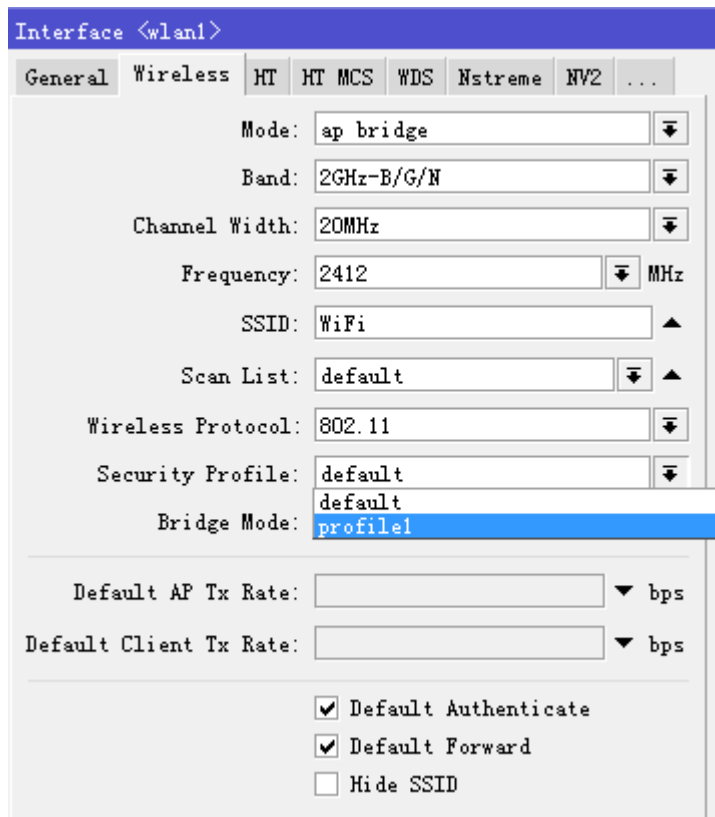 Interface <wlan1>
General Wireless HT HT MCS WDS Nstreme NV2 ...
Mode: ap bridge
Band: 2GHz-B/G/N
Channel Width: 20MHz
Frequency: 2412 MHz
SSID: WiFi
Scan List: default
Wireless Protocol: 802.11
Security Profile: default
default
Bridge Mode: profile1
Default AP Tx Rate: bps
Default Client Tx Rate: bps
Default Authenticate
Default Forward
Hide SSID